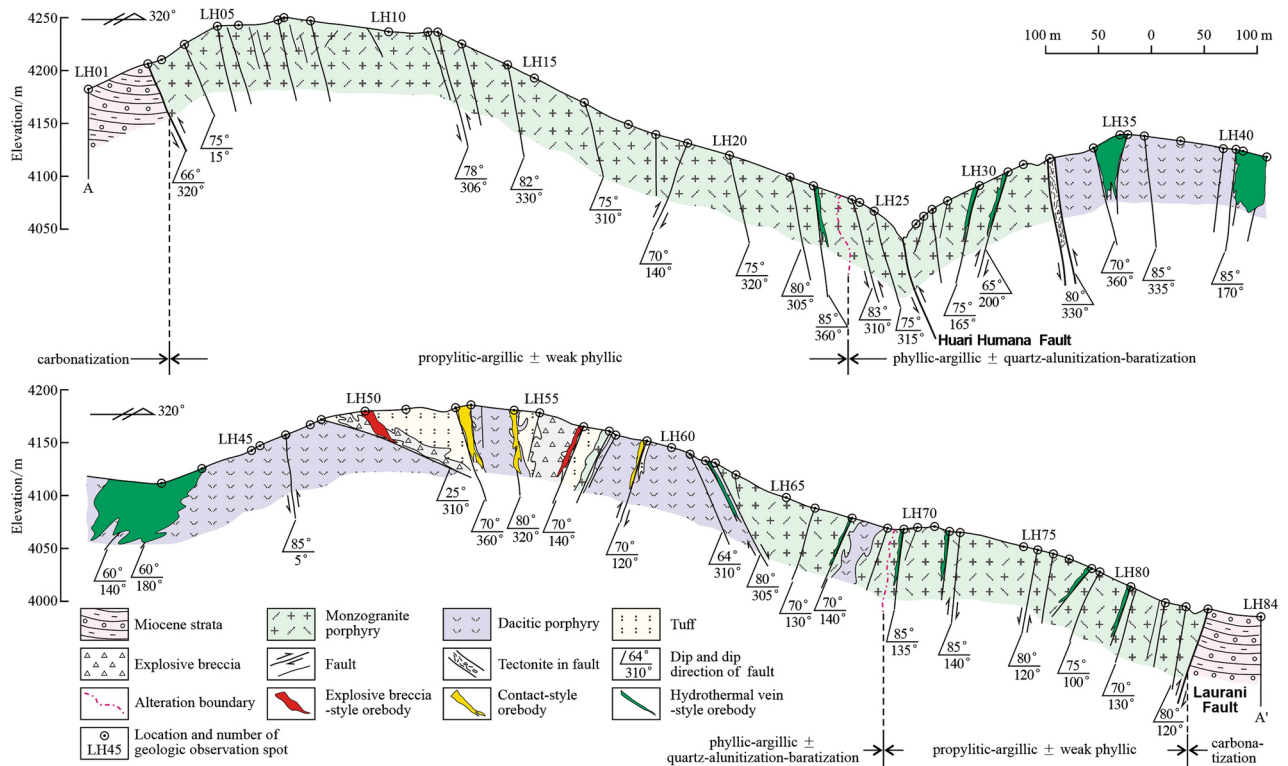 320°
LH05
LH10
100 m
50
0
50
100 m
4250
4200
4150
4100
4050
Elevation/m
LH01
LH15
LH20
LH25
LH30
LH35
LH40
A
66°
320°
75°
15°
78°
306°
82°
330°
75°
310°
70°
140°
75°
320°
80°
305°
85°
360°
83°
310°
75°
315°
75°
165°
65°
200°
80°
330°
70°
360°
85°
335°
85°
170°
Huari Humana Fault
carbonatization
propylitic-argillic ± weak phyllic
phyllic-argillic ± quartz-alunitization-baratization
4200
4150
4100
4050
4000
Elevation/m
320°
LH45
LH50
LH55
LH60
LH65
LH70
LH75
LH80
LH84
60°
140°
60°
180°
85°
5°
25°
310°
70°
360°
80°
320°
70°
140°
70°
120°
64°
310°
80°
305°
70°
130°
70°
140°
85°
135°
85°
140°
80°
120°
75°
100°
70°
130°
80°
120°
Laurani
Fault
A'
Miocene strata
Monzogranite
porphyry
Dacitic porphyry
Tuff
Explosive breccia
Fault
Tectonite in fault
64°
310°
Dip and dip
direction of fault
Alteration boundary
Explosive breccia
-style orebody
Contact-style
orebody
Hydrothermal vein
-style orebody
LH45
Location and number of
geologic observation spot
phyllic-argillic ±
quartz-alunitization-baratization
propylitic-argillic ± weak phyllic
carbona-
tization